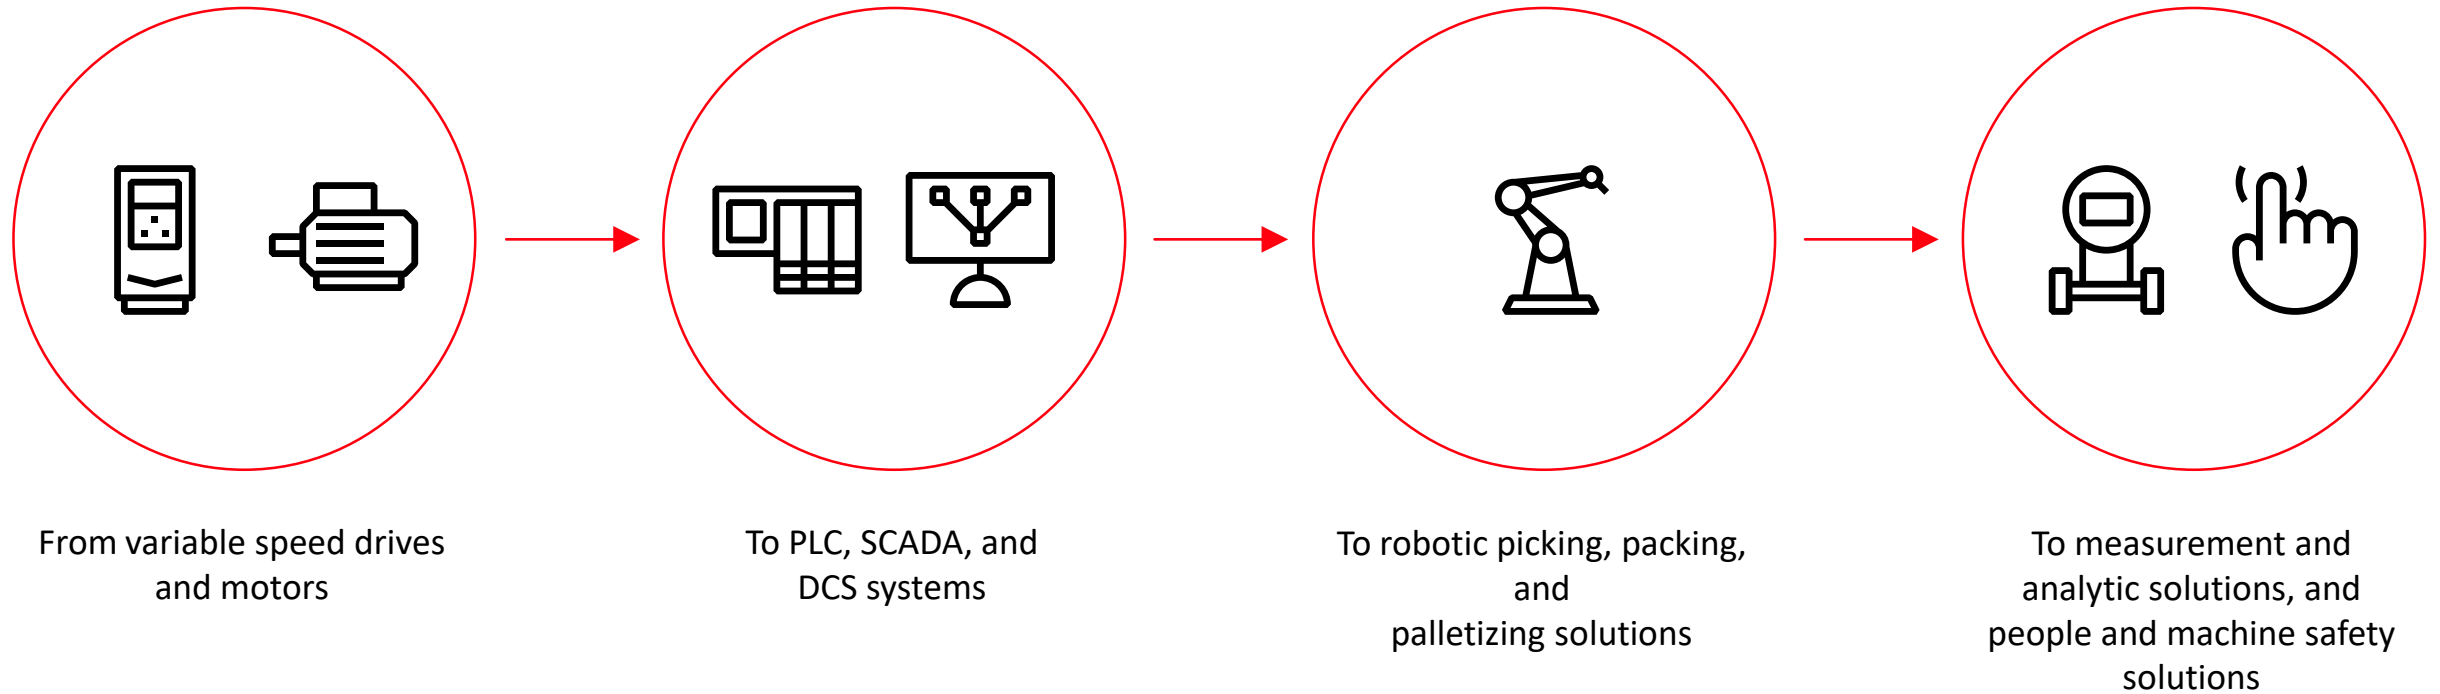 From variable speed drives
and motors
To PLC, SCADA, and
DCS systems
To robotic picking, packing,
and
palletizing solutions
To measurement and
analytic solutions, and
people and machine safety
solutions